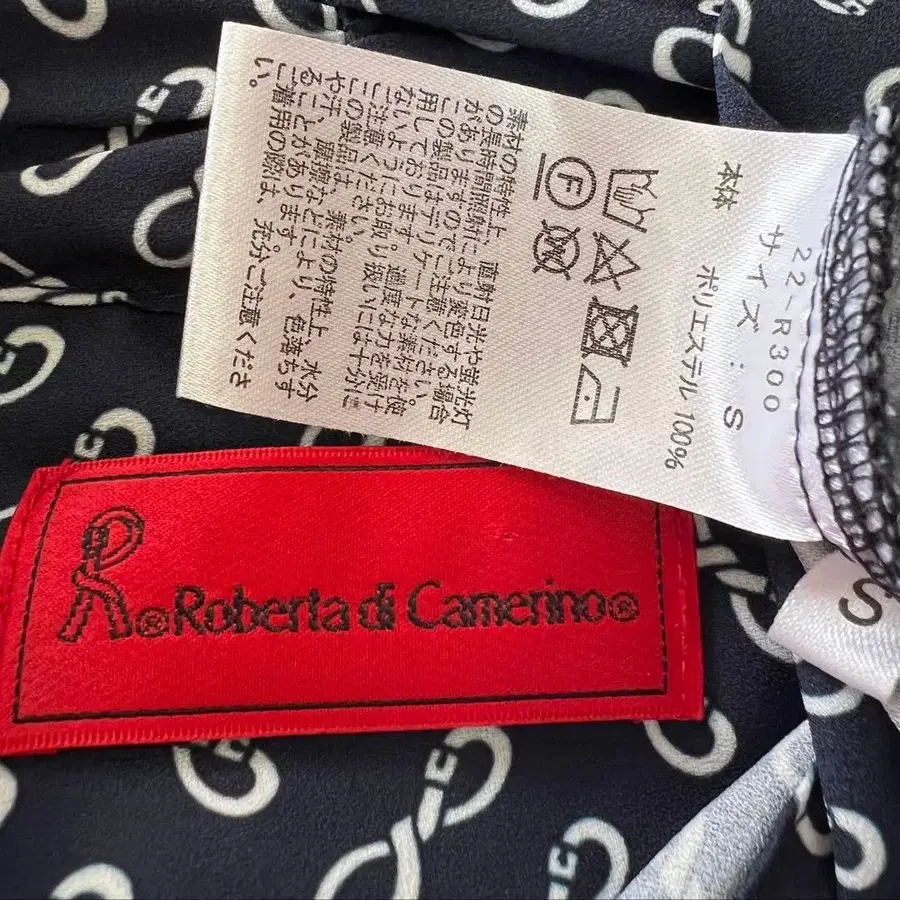 22-R300
サイズ：S
本体
ポリエステル 100%
F
素材の特性上、直射日光や蛍光灯
の長時間照射により変色する場合
がありますのでご注意ください。
この製品はデリケートな素材を使
用しております。過度な力を受け
ないようにお取り扱いには十分に
ご注意ください。
この製品は、素材の特性上、水分
や汗、摩擦などにより、色落ちす
ることがあります。
ご着用の際は、充分ご注意くださ
い。
R®Roberta di Camerino®
S